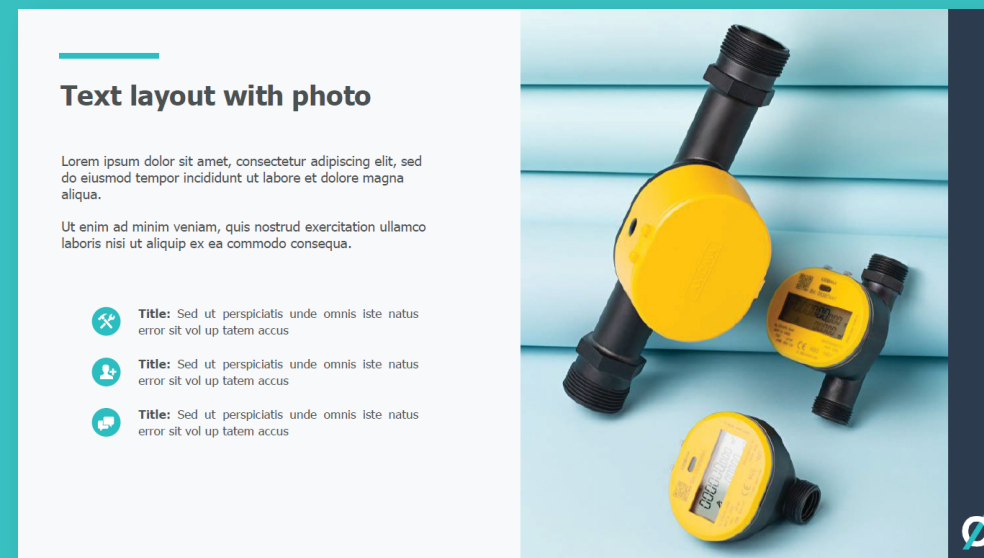 Text layout with photo
Lorem ipsum dolor sit amet, consectetur adipiscing elit, sed
do eiusmod tempor incididunt ut labore et dolore magna
aliqua.
Ut enim ad minim veniam, quis nostrud exercitation ullamco
laboris nisi ut aliquip ex ea commodo consequa.
Title: Sed ut perspiciatis unde omnis iste natus
error sit vol up tatem accus
Title: Sed ut perspiciatis unde omnis iste natus
error sit vol up tatem accus
Title: Sed ut perspiciatis unde omnis iste natus
error sit vol up tatem accus